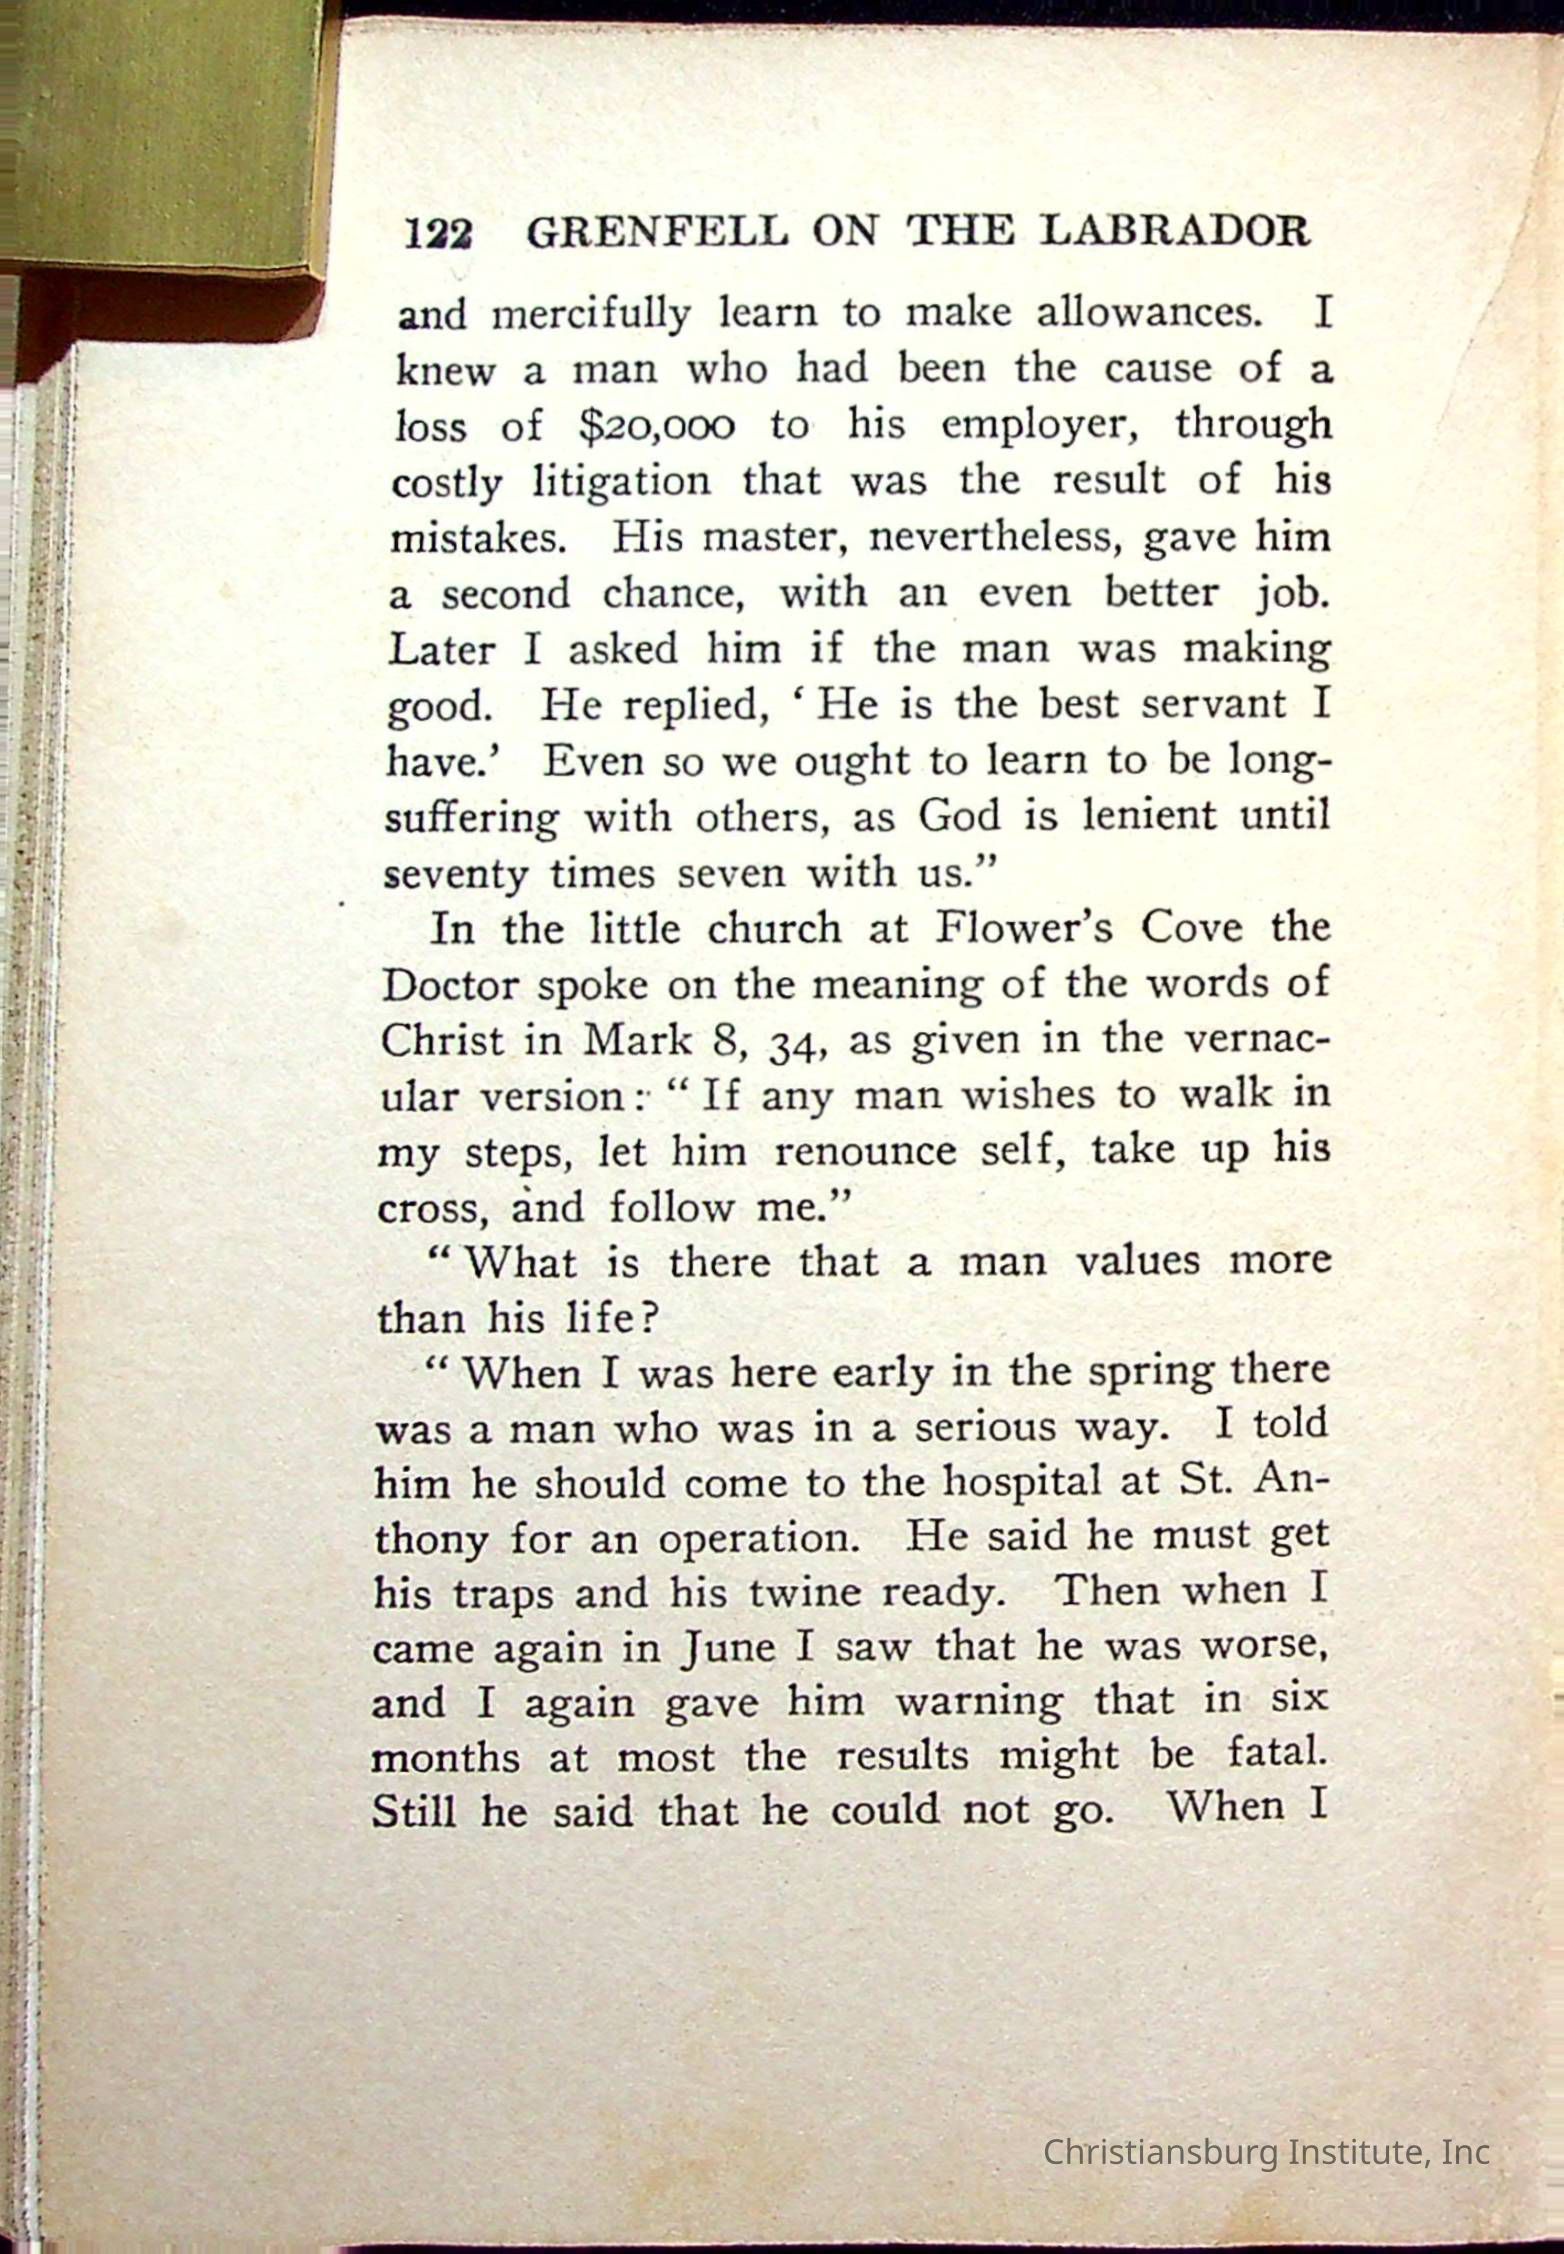 122 GRENFELL ON THE LABRADOR
and mercifully learn to make allowances. I
knew a man who had been the cause of a
loss of $20,000 to his employer, through
costly litigation that was the result of his
mistakes. His master, nevertheless, gave him
a second chance, with an even better job.
Later I asked him if the man was making
good. He replied, ‘ He is the best servant I
have.’ Even so we ought to learn to be long-
suffering with others, as God is lenient until
seventy times seven with us.”
In the little church at Flower’s Cove the
Doctor spoke on the meaning of the words of
Christ in Mark 8, 34, as given in the vernac-
ular version: “ If any man wishes to walk in
my steps, let him renounce self, take up his
cross, and follow me.”
“ What is there that a man values more
than his life?
“ When I was here early in the spring there
was a man who was in a serious way. I told
him he should come to the hospital at St. An-
thony for an operation. He said he must get
his traps and his twine ready. Then when I
came again in June I saw that he was worse,
and I again gave him warning that in six
months at most the results might be fatal.
Still he said that he could not go. When I
Christiansburg Institute, Inc